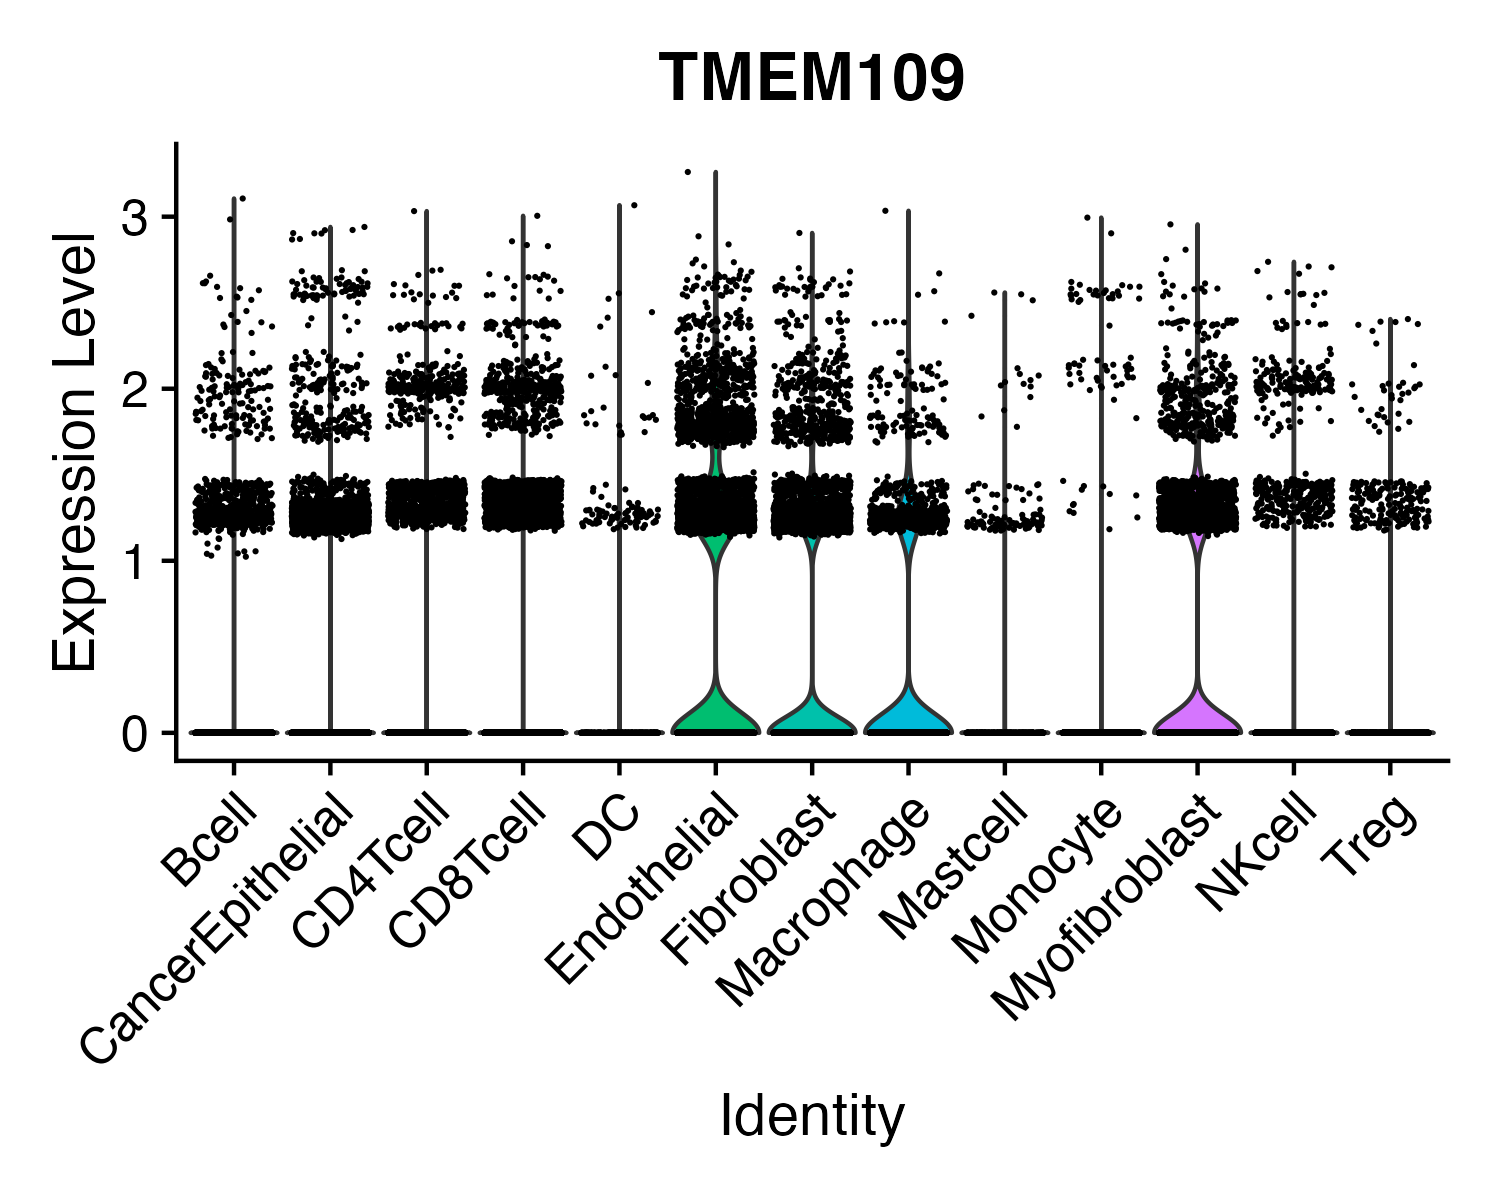 TMEM109
Expression Level
3
2
1
0
Bcell
CancerEpithelial
CD4Tcell
CD8Tcell
DC
Endothelial
Fibroblast
Macrophage
Mastcell
Monocyte
Myofibroblast
NKcell
Treg
Identity